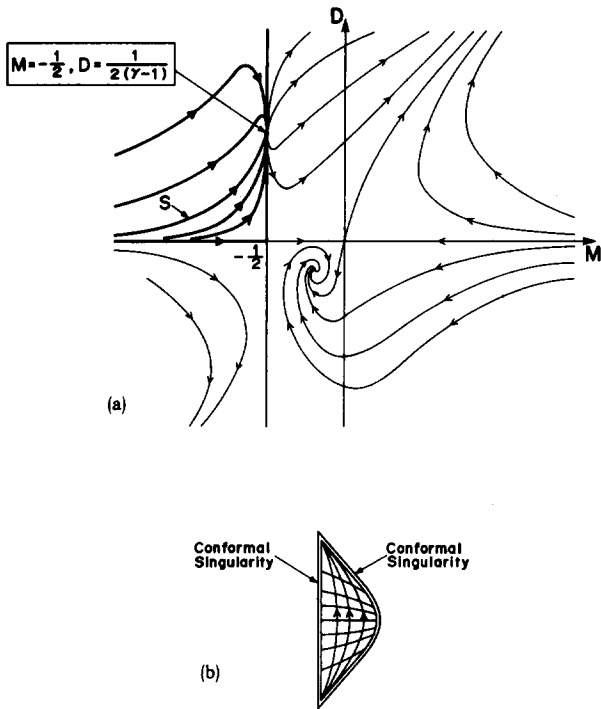 D
M=-1/2, D=1/2(γ-1)
S
-1/2
M
(a)
Conformal
Singularity
Conformal
Singularity
(b)